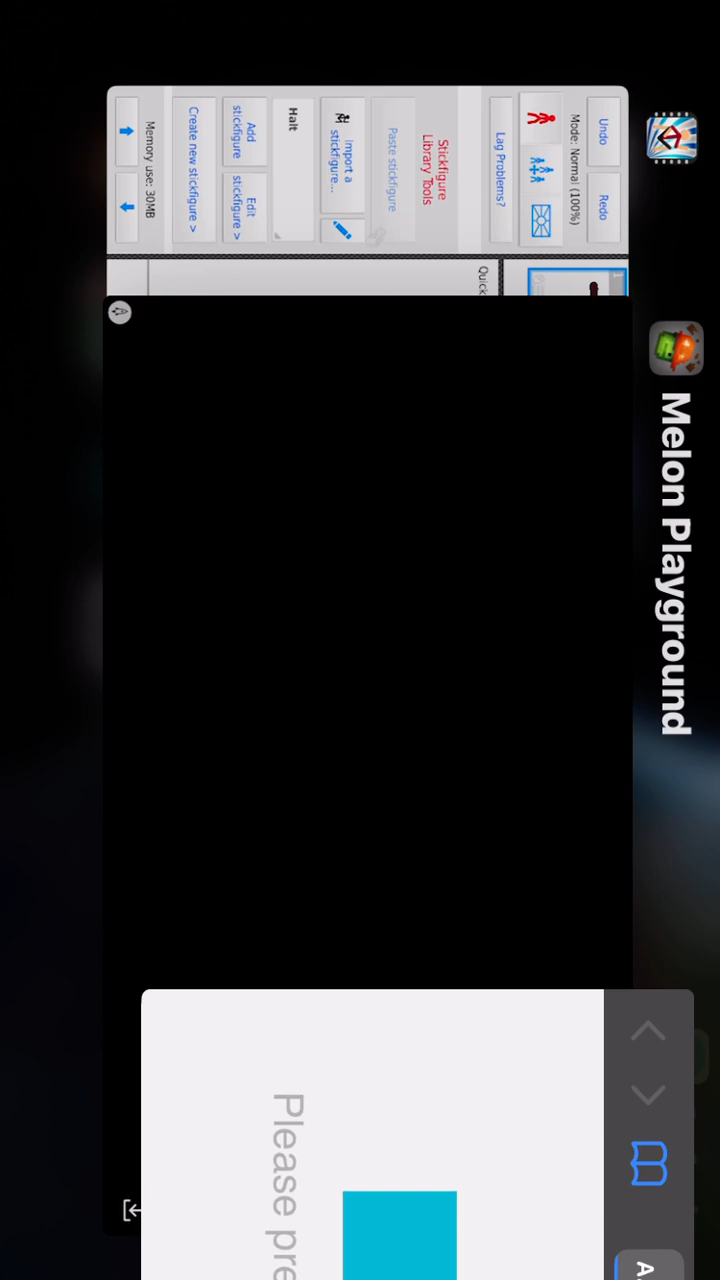 Undo
Redo
Mode: Normal (100%)
Lag Problems?
Stickfigure
Library Tools
Paste stickfigure
Import a
stickfigure...
Halt
Add
stickfigure
Edit
stickfigure >
Create new stickfigure >
Memory use: 30MB
Quick
1
Melon Playground
Please pre
A